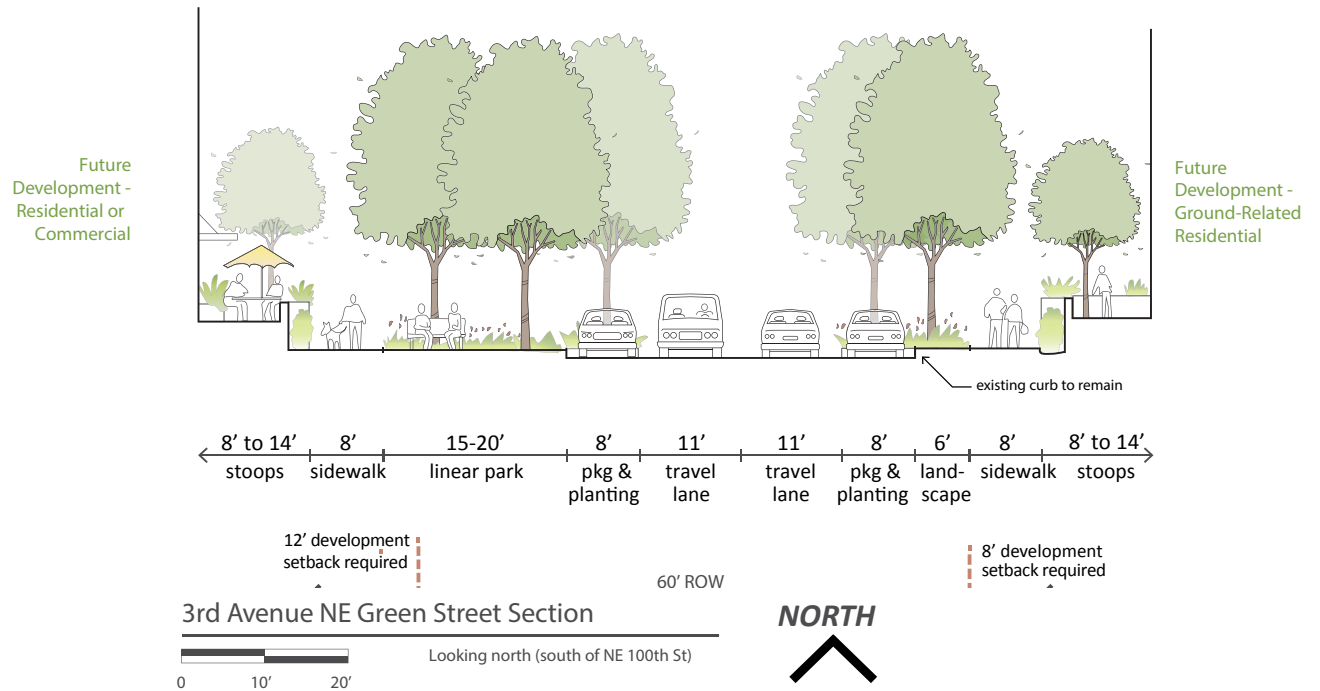 Future
Development -
Residential or
Commercial
Future
Development -
Ground-Related
Residential
existing curb to remain
8’ to 14’ 8’ 15-20’ 8’ 11’ 11’ 8’ 6’ 8’ 8’ to 14’
stoops sidewalk linear park pkg & travel travel pkg & land- sidewalk stoops
planting lane lane planting scape
12’ development
setback required
8’ development
setback required
60’ ROW
3rd Avenue NE Green Street Section
NORTH
Looking north (south of NE 100th St)
0 10’ 20’